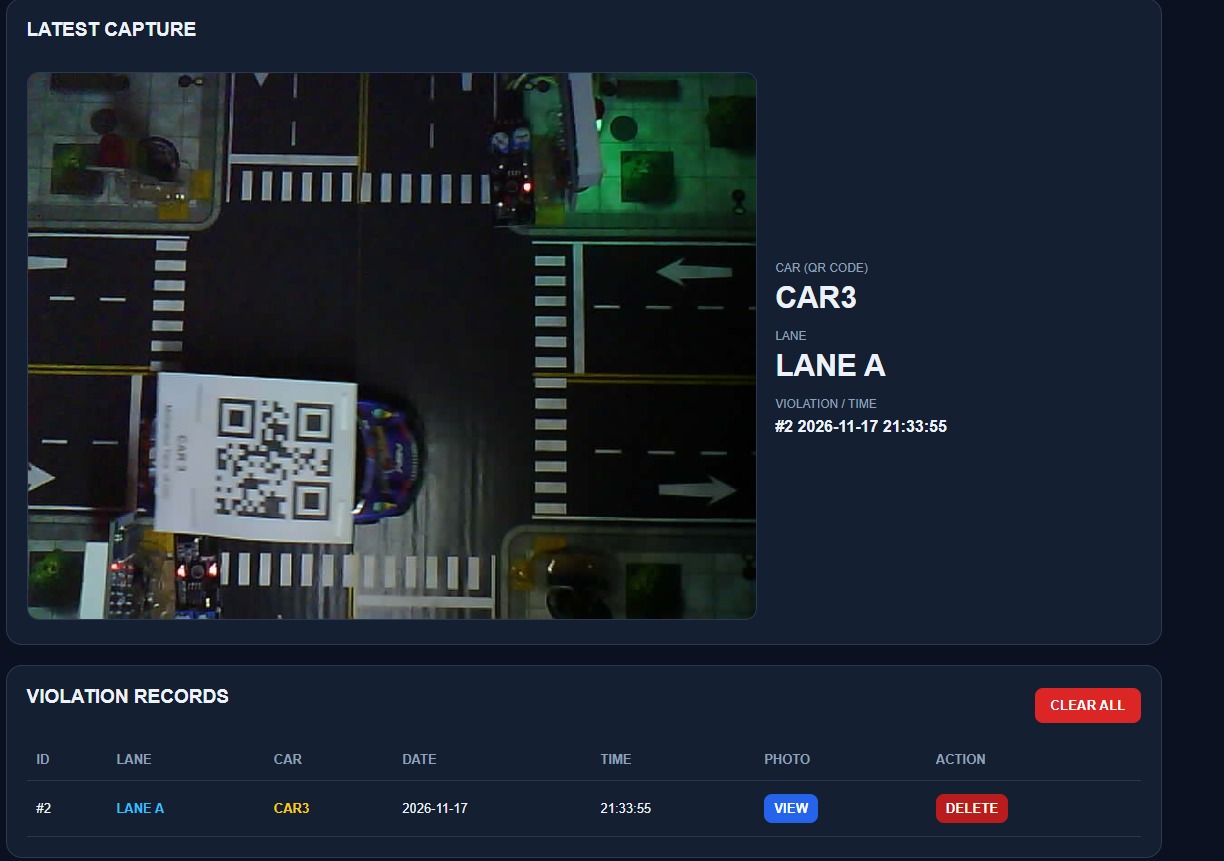 LATEST CAPTURE
CAR 3
CAR (QR CODE)
CAR3
LANE
LANE A
VIOLATION / TIME
#2 2026-11-17 21:33:55
VIOLATION RECORDS
CLEAR ALL
ID LANE CAR DATE TIME PHOTO ACTION
#2 LANE A CAR3 2026-11-17 21:33:55 VIEW DELETE